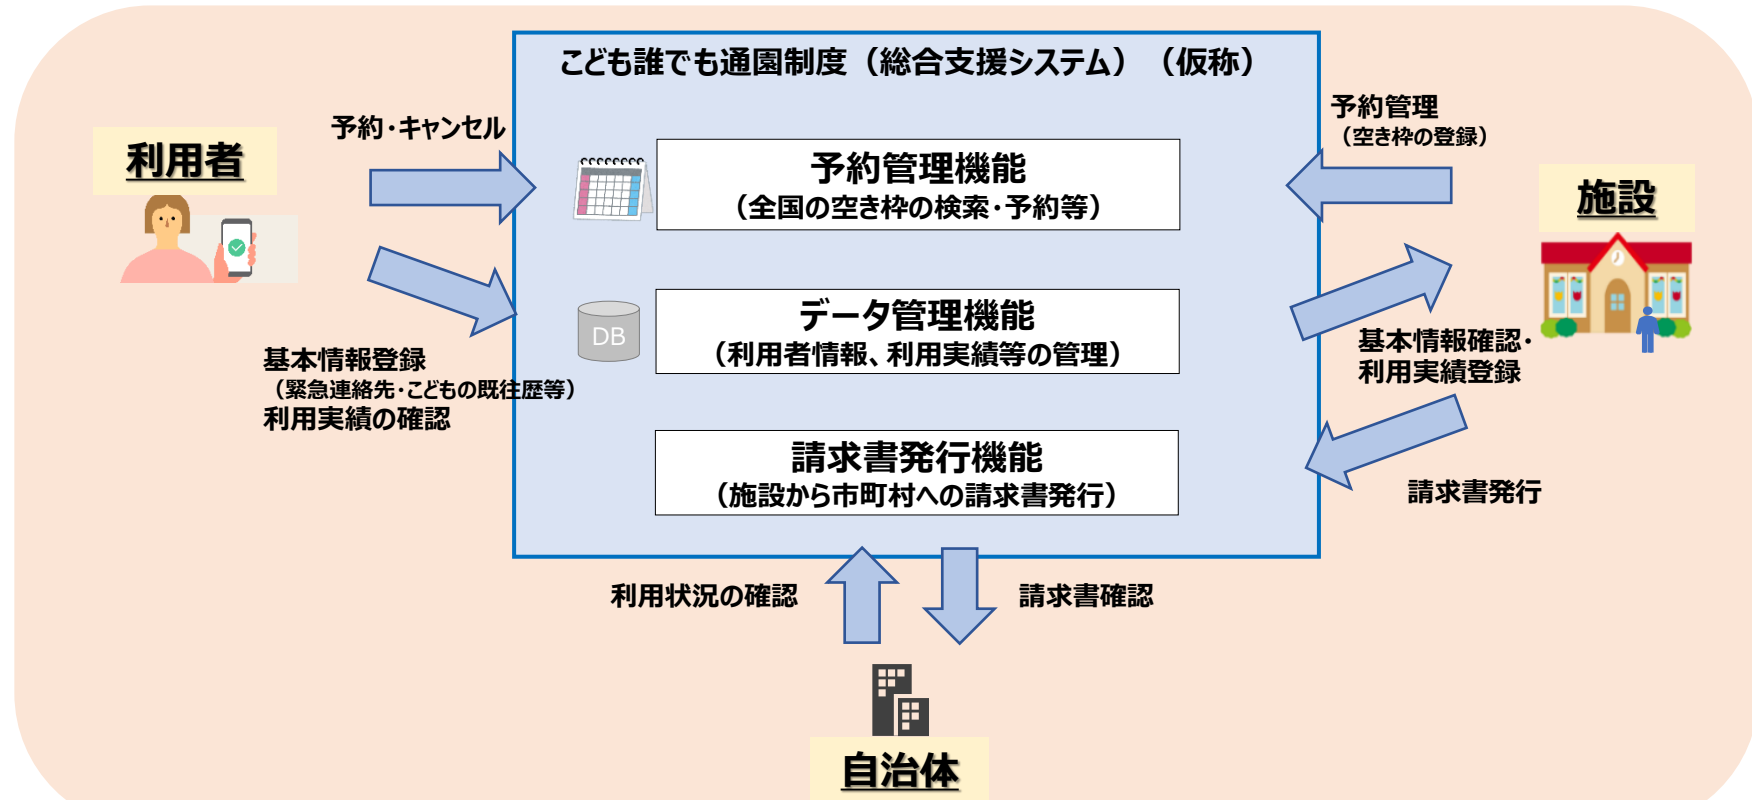 こども誰でも通園制度（総合支援システム）（仮称）
予約・キャンセル
利用者
予約管理
（空き枠の登録）
予約管理機能
（全国の空き枠の検索・予約等）
施設
DB
データ管理機能
（利用者情報、利用実績等の管理）
基本情報登録
（緊急連絡先・こどもの既往歴等）
利用実績の確認
基本情報確認・
利用実績登録
請求書発行機能
（施設から市町村への請求書発行）
請求書発行
利用状況の確認
請求書確認
自治体